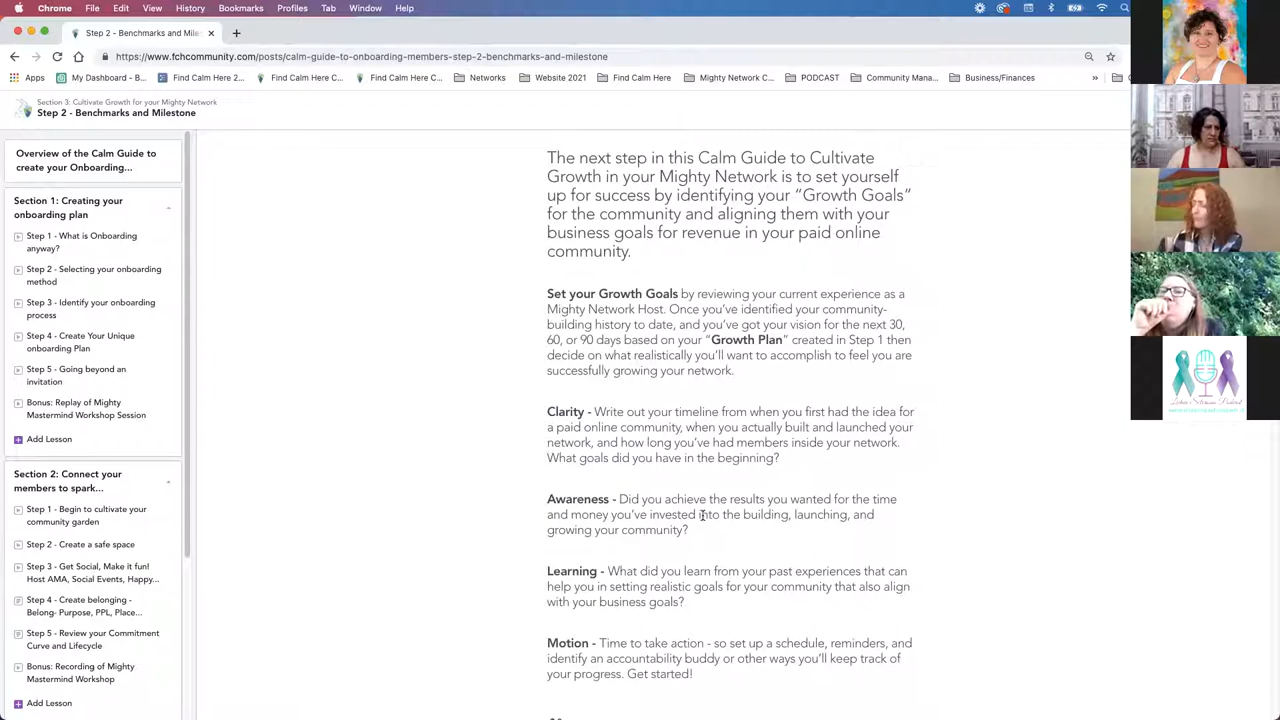 Chrome File Edit View History Bookmarks Profiles Tab Window Help
Step 2 - Benchmarks and Miles
https://www.fchcommunity.com/posts/calm-guide-to-onboarding-members-step-2-benchmarks-and-milestone
Apps My Dashboard - B... Find Calm Here 2... Find Calm Here C... Find Calm Here C... Networks Website 2021 Find Calm Here Mighty Network C... PODCAST Community Mana... Business/Finances »
Section 3: Cultivate Growth for your Mighty Network
Step 2 - Benchmarks and Milestone
Overview of the Calm Guide to
create your Onboarding...
Section 1: Creating your
onboarding plan
Step 1 - What is Onboarding
anyway?
Step 2 - Selecting your onboarding
method
Step 3 - Identify your onboarding
process
Step 4 - Create Your Unique
onboarding Plan
Step 5 - Going beyond an
invitation
Bonus: Replay of Mighty
Mastermind Workshop Session
Add Lesson
Section 2: Connect your
members to spark...
Step 1 - Begin to cultivate your
community garden
Step 2 - Create a safe space
Step 3 - Get Social, Make it fun!
Host AMA, Social Events, Happy...
Step 4 - Create belonging -
Belong- Purpose, PPL, Place...
Step 5 - Review your Commitment
Curve and Lifecycle
Bonus: Recording of Mighty
Mastermind Workshop
Add Lesson
The next step in this Calm Guide to Cultivate
Growth in your Mighty Network is to set yourself
up for success by identifying your “Growth Goals”
for the community and aligning them with your
business goals for revenue in your paid online
community.
Set your Growth Goals by reviewing your current experience as a
Mighty Network Host. Once you’ve identified your community-
building history to date, and you’ve got your vision for the next 30,
60, or 90 days based on your “Growth Plan” created in Step 1 then
decide on what realistically you’ll want to accomplish to feel you are
successfully growing your network.
Clarity - Write out your timeline from when you first had the idea for
a paid online community, when you actually built and launched your
network, and how long you’ve had members inside your network.
What goals did you have in the beginning?
Awareness - Did you achieve the results you wanted for the time
and money you’ve invested into the building, launching, and
growing your community?
Learning - What did you learn from your past experiences that can
help you in setting realistic goals for your community that also align
with your business goals?
Motion - Time to take action - so set up a schedule, reminders, and
identify an accountability buddy or other ways you’ll keep track of
your progress. Get started!